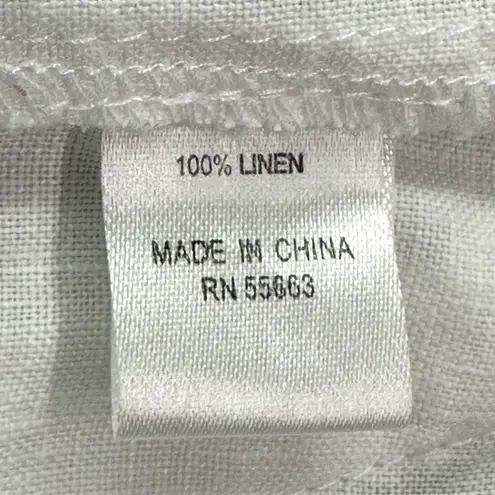 100% LINEN
MADE IN CHINA
RN 55663